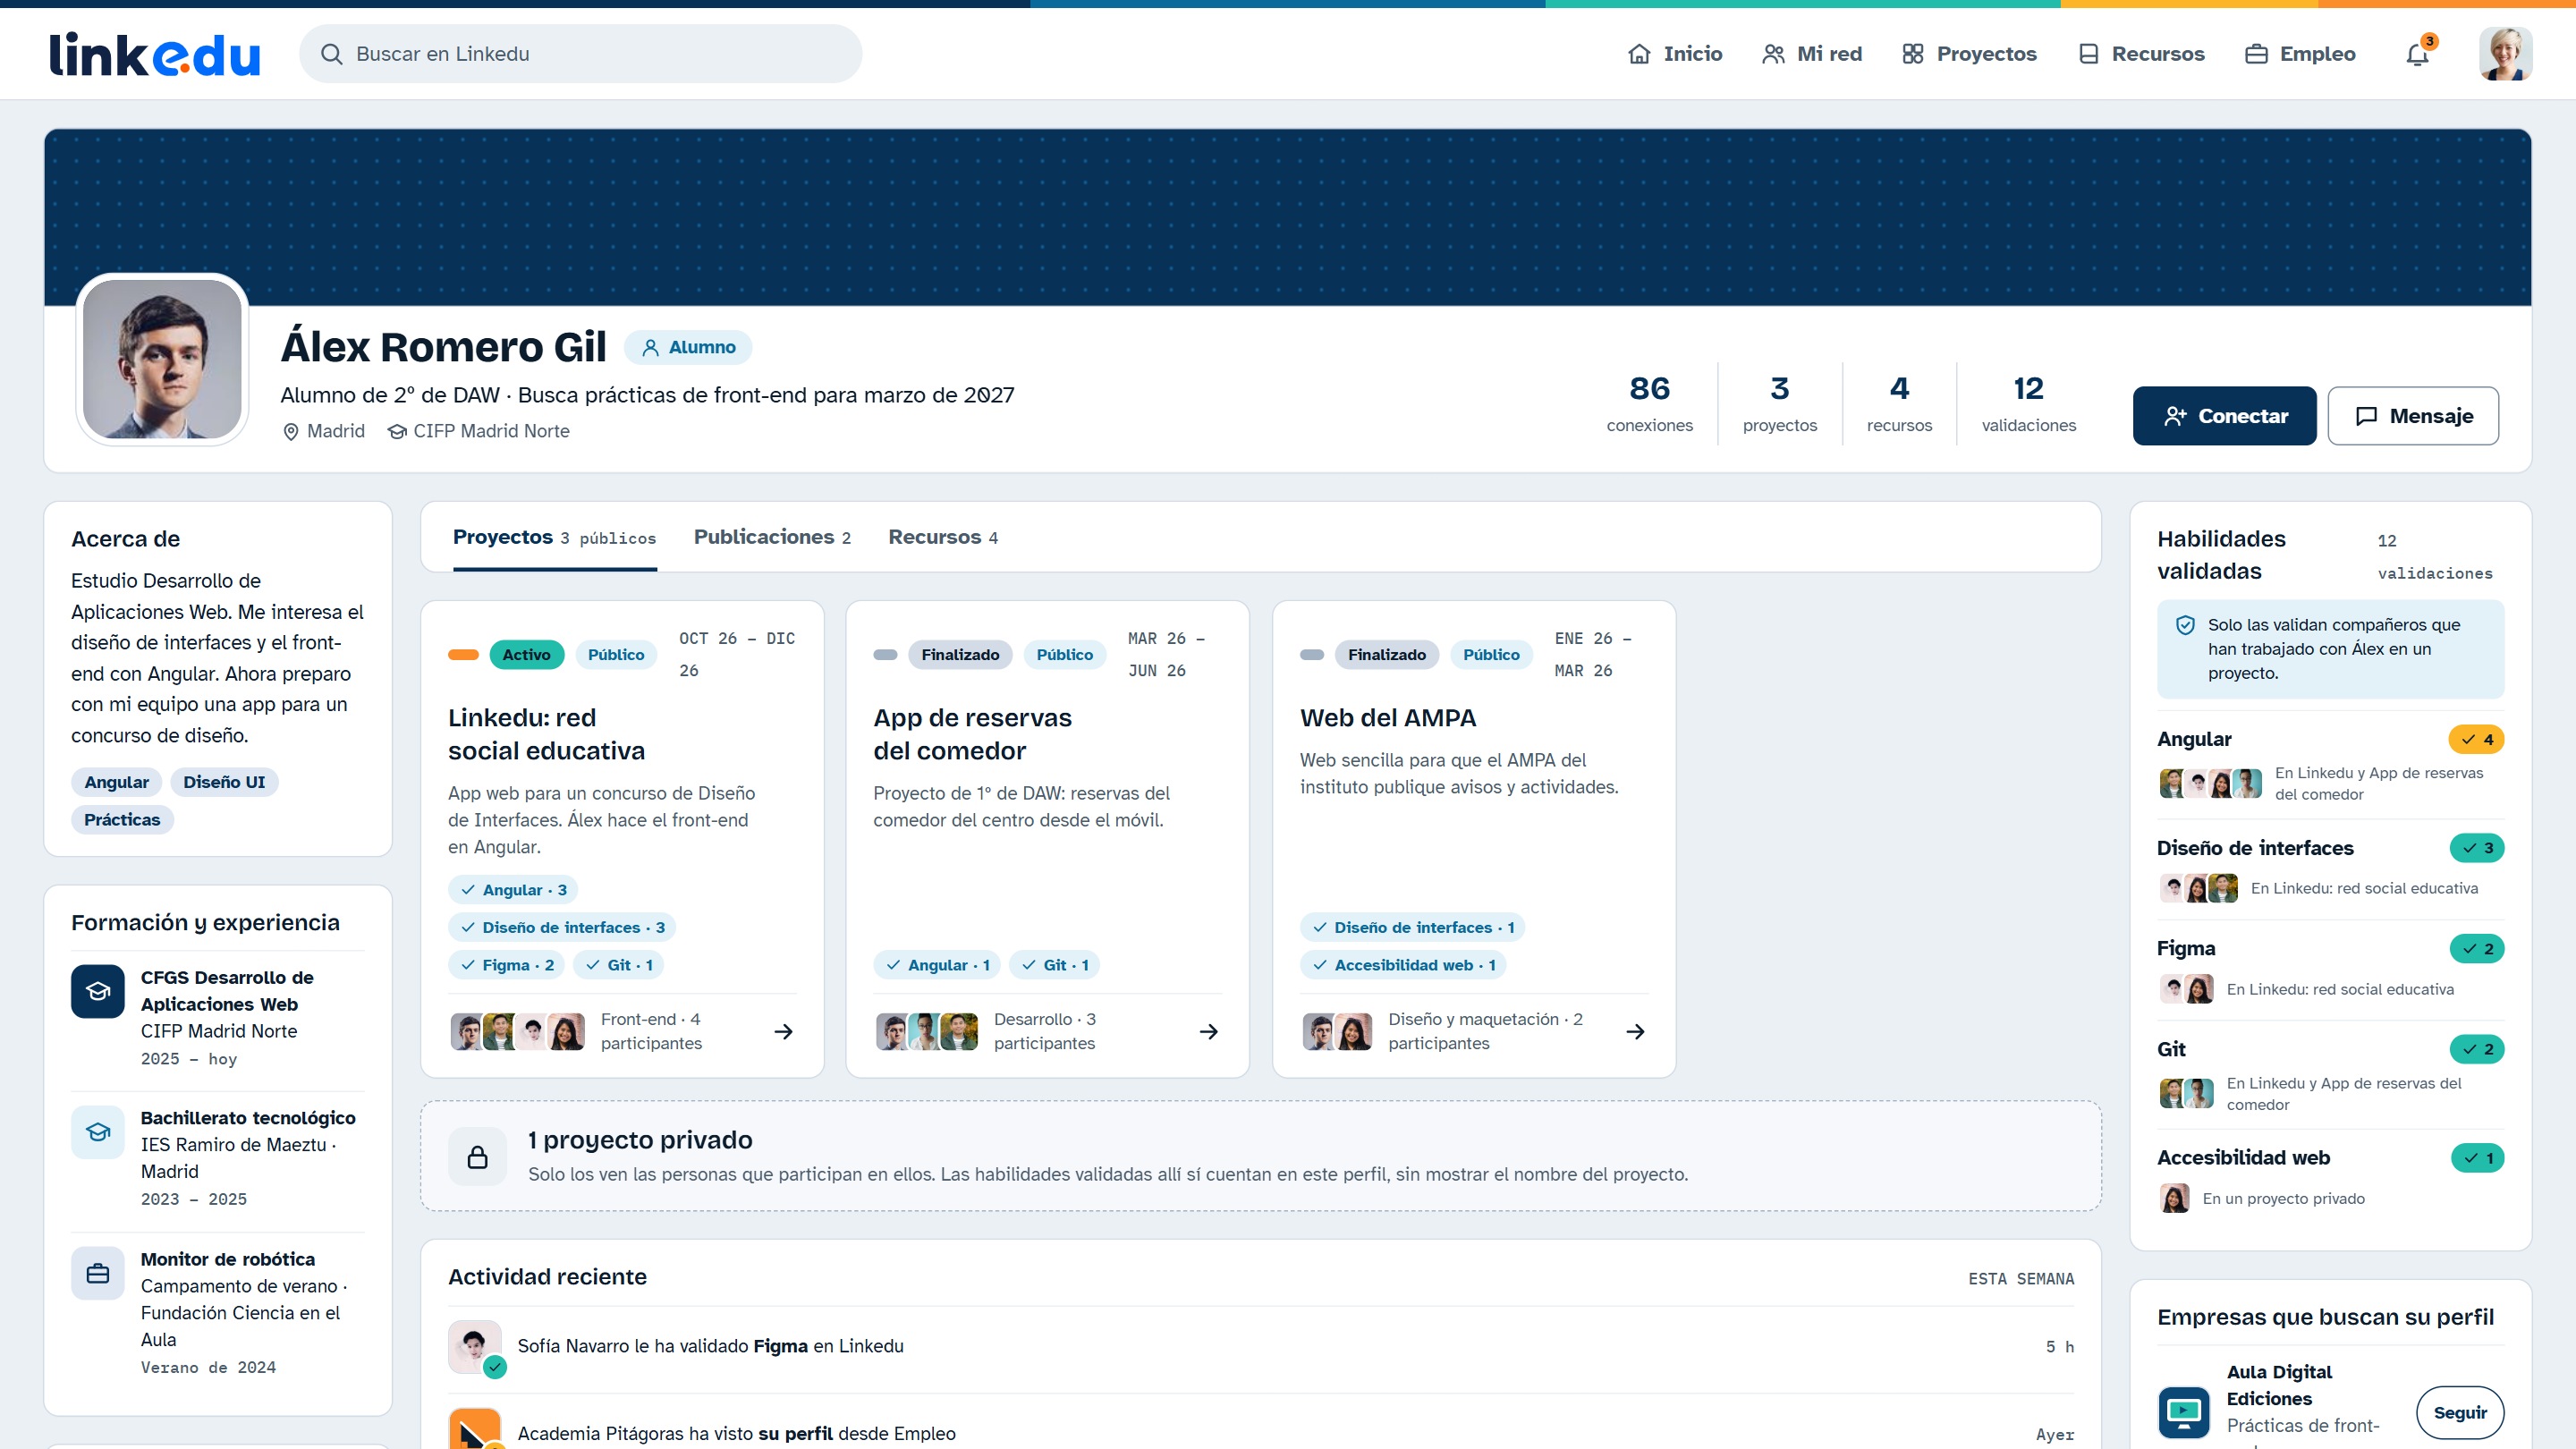 linkedu
Buscar en Linkedu
Inicio
Mi red
Proyectos
Recursos
Empleo
3
Álex Romero Gil
Alumno
Alumno de 2º de DAW · Busca prácticas de front-end para marzo de 2027
Madrid
CIFP Madrid Norte
86
conexiones
3
proyectos
4
recursos
12
validaciones
Conectar
Mensaje
Acerca de
Estudio Desarrollo de
Aplicaciones Web. Me interesa el
diseño de interfaces y el front-
end con Angular. Ahora preparo
con mi equipo una app para un
concurso de diseño.
Angular
Diseño UI
Prácticas
Formación y experiencia
CFGS Desarrollo de
Aplicaciones Web
CIFP Madrid Norte
2025 – hoy
Bachillerato tecnológico
IES Ramiro de Maeztu ·
Madrid
2023 – 2025
Monitor de robótica
Campamento de verano ·
Fundación Ciencia en el
Aula
Verano de 2024
Proyectos 3 públicos
Publicaciones 2
Recursos 4
Activo
Público
OCT 26 – DIC
26
Linkedu: red
social educativa
App web para un concurso de Diseño
de Interfaces. Álex hace el front-end
en Angular.
Angular · 3
Diseño de interfaces · 3
Figma · 2
Git · 1
Front-end · 4
participantes
Finalizado
Público
MAR 26 –
JUN 26
App de reservas
del comedor
Proyecto de 1º de DAW: reservas del
comedor del centro desde el móvil.
Angular · 1
Git · 1
Desarrollo · 3
participantes
Finalizado
Público
ENE 26 –
MAR 26
Web del AMPA
Web sencilla para que el AMPA del
instituto publique avisos y actividades.
Diseño de interfaces · 1
Accesibilidad web · 1
Diseño y maquetación · 2
participantes
1 proyecto privado
Solo los ven las personas que participan en ellos. Las habilidades validadas allí sí cuentan en este perfil, sin mostrar el nombre del proyecto.
Actividad reciente
ESTA SEMANA
Sofía Navarro le ha validado Figma en Linkedu
5 h
Academia Pitágoras ha visto su perfil desde Empleo
Ayer
Habilidades
validadas
12
validaciones
Solo las validan compañeros que
han trabajado con Álex en un
proyecto.
Angular
4
En Linkedu y App de reservas
del comedor
Diseño de interfaces
3
En Linkedu: red social educativa
Figma
2
En Linkedu: red social educativa
Git
2
En Linkedu y App de reservas del
comedor
Accesibilidad web
1
En un proyecto privado
Empresas que buscan su perfil
Aula Digital
Ediciones
Prácticas de front-
Seguir